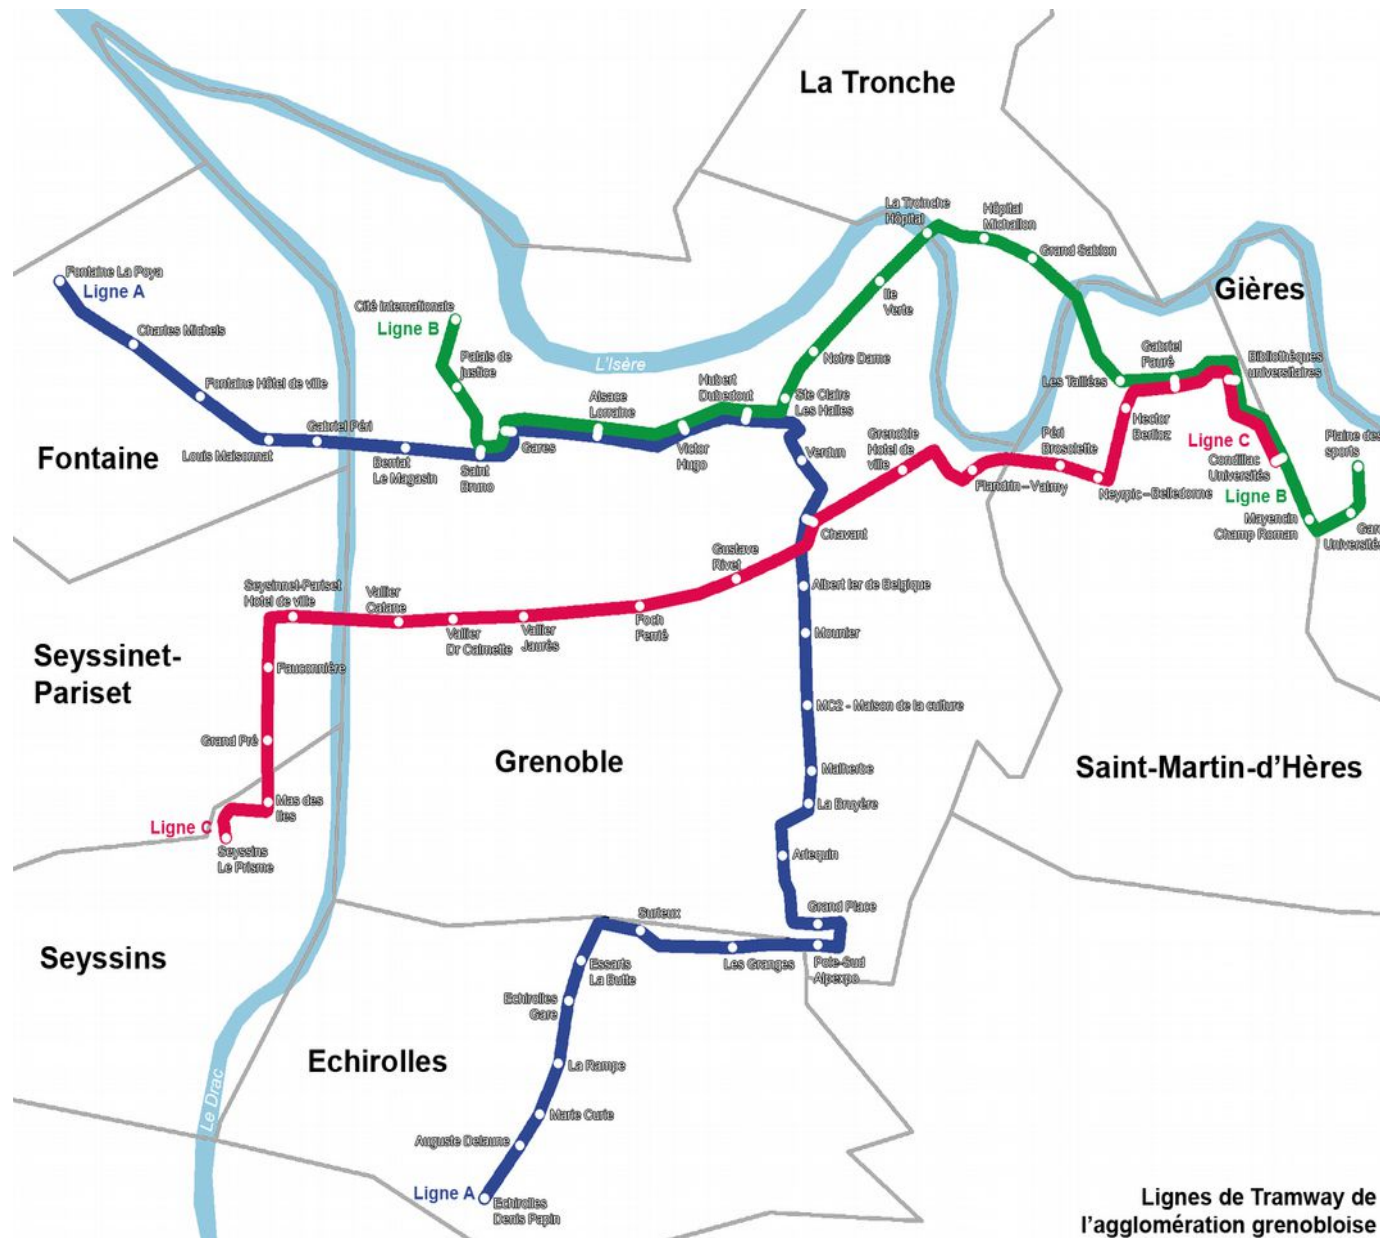 La Tronche
La Tronche
Hôpital
Hôpital
Michallon
Grand Sablon
Fontaine La Poya
Ligne A
Gières
Cité internationale
Ligne B
Ile
Verte
Charles Michels
L'Isère
Notre Dame
Palais de
justice
Gabriel
Fauré
Bibliothèques
universitaires
Les Taillées
Fontaine Hôtel de ville
Hubert
Dubedout
Alsace
Lorraine
Ste Claire
Les Halles
Hector
Berlioz
Gabriel Péri
Fontaine
Louis Maisonnat
Berriat
Le Magasin
Saint
Bruno
Gares
Victor
Hugo
Verdun
Grenoble
Hotel de
ville
Péri
Brosolette
Ligne C
Condillac
Universités
Plaine des
sports
Flandrin–Valmy
Neyrpic–Belledonne
Ligne B
Mayencin
Champ Roman
Gare
Universités
Chavant
Gustave
Rivet
Albert Ier de Belgique
Seysinnet-Pariset
Hotel de ville
Vallier
Catane
Vallier
Dr Calmette
Vallier
Jaurès
Foch
Ferrié
Mounier
Seyssinet-
Pariset
Fauconnière
MC2 - Maison de la culture
Grand Pré
Grenoble
Malherbe
Saint-Martin-d'Hères
Mas des
Iles
La Bruyère
Ligne C
Seyssins
Le Prisme
Arlequin
Grand Place
Surieux
Seyssins
Essarts
La Butte
Les Granges
Pole-Sud
Alpexpo
Echirolles
Gare
Echirolles
La Rampe
Le Drac
Marie Curie
Auguste Delaune
Ligne A
Echirolles
Denis Papin
Lignes de Tramway de
l'agglomération grenobloise